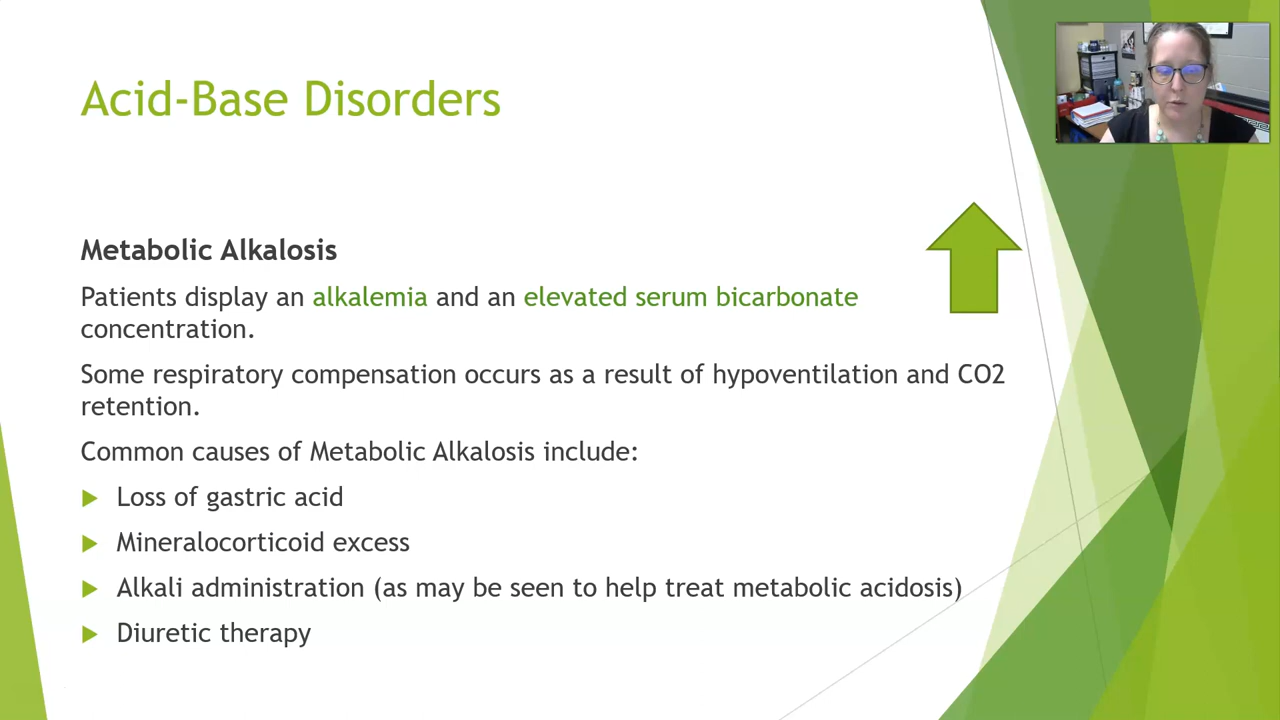 Acid-Base Disorders
Metabolic Alkalosis
Patients display an alkalemia and an elevated serum bicarbonate
concentration.
Some respiratory compensation occurs as a result of hypoventilation and CO2
retention.
Common causes of Metabolic Alkalosis include:
Loss of gastric acid
Mineralocorticoid excess
Alkali administration (as may be seen to help treat metabolic acidosis)
Diuretic therapy